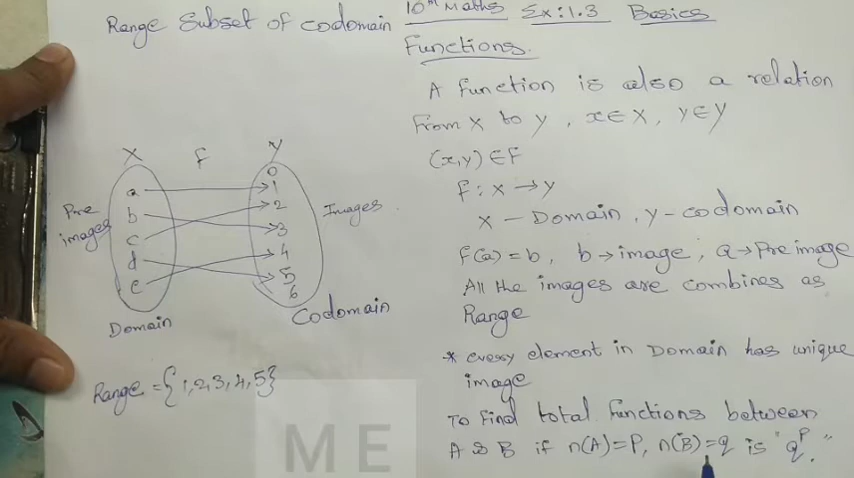 Range Subset of codomain
10th Maths Ex:1.3 Basics
Functions.
A function is also a relation
From X to y, x∈X, y∈y
(x,y)∈F
f: x → y
X - Domain, y - codomain
f(a) = b, b → image, a → Pre image
All the images are combines as
Range
* every element in Domain has unique
image
To find total functions between
A & B if n(A)=P, n(B)=q is "q^P."
X f y
Pre
images
a
b
c
d
e
0
1
2
3
4
5
6
Images
Domain
Codomain
Range = {1,2,3,4,5}
ME